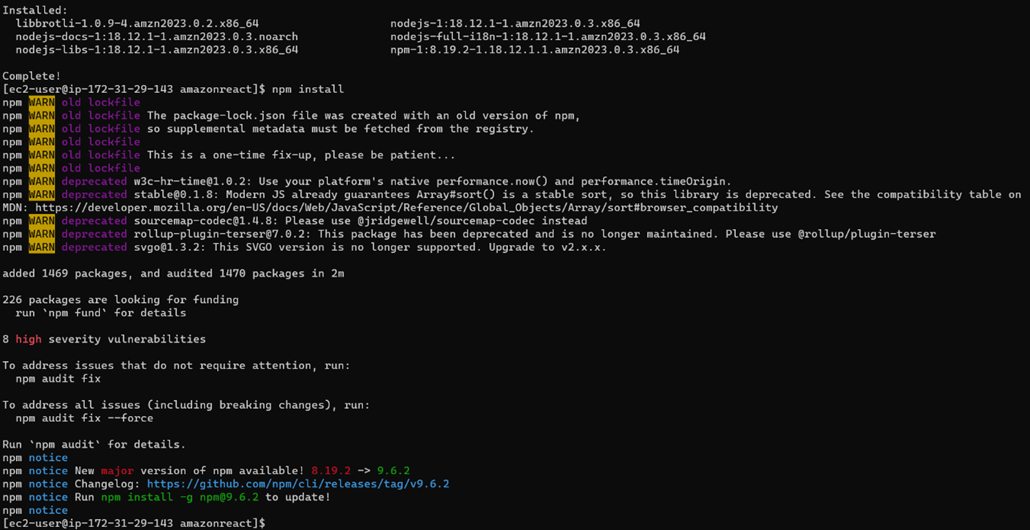 Installed:
libbrotli-1.0.9-4.amzn2023.0.2.x86_64 nodejs-1:18.12.1-1.amzn2023.0.3.x86_64
nodejs-docs-1:18.12.1-1.amzn2023.0.3.noarch nodejs-full-i18n-1:18.12.1-1.amzn2023.0.3.x86_64
nodejs-libs-1:18.12.1-1.amzn2023.0.3.x86_64 npm-1:8.19.2-1.18.12.1.1.amzn2023.0.3.x86_64
Complete!
[ec2-user@ip-172-31-29-143 amazonreact]$ npm install
npm WARN old lockfile
npm WARN old lockfile The package-lock.json file was created with an old version of npm,
npm WARN old lockfile so supplemental metadata must be fetched from the registry.
npm WARN old lockfile
npm WARN old lockfile This is a one-time fix-up, please be patient...
npm WARN old lockfile
npm WARN deprecated w3c-hr-time@1.0.2: Use your platform's native performance.now() and performance.timeOrigin.
npm WARN deprecated stable@0.1.8: Modern JS already guarantees Array#sort() is a stable sort, so this library is deprecated. See the compatibility table on
MDN: https://developer.mozilla.org/en-US/docs/Web/JavaScript/Reference/Global_Objects/Array/sort#browser_compatibility
npm WARN deprecated sourcemap-codec@1.4.8: Please use @jridgewell/sourcemap-codec instead
npm WARN deprecated rollup-plugin-terser@7.0.2: This package has been deprecated and is no longer maintained. Please use @rollup/plugin-terser
npm WARN deprecated svgo@1.3.2: This SVGO version is no longer supported. Upgrade to v2.x.x.
added 1469 packages, and audited 1470 packages in 2m
226 packages are looking for funding
run `npm fund` for details
8 high severity vulnerabilities
To address issues that do not require attention, run:
npm audit fix
To address all issues (including breaking changes), run:
npm audit fix --force
Run `npm audit` for details.
npm notice
npm notice New major version of npm available! 8.19.2 -> 9.6.2
npm notice Changelog: https://github.com/npm/cli/releases/tag/v9.6.2
npm notice Run npm install -g npm@9.6.2 to update!
npm notice
[ec2-user@ip-172-31-29-143 amazonreact]$